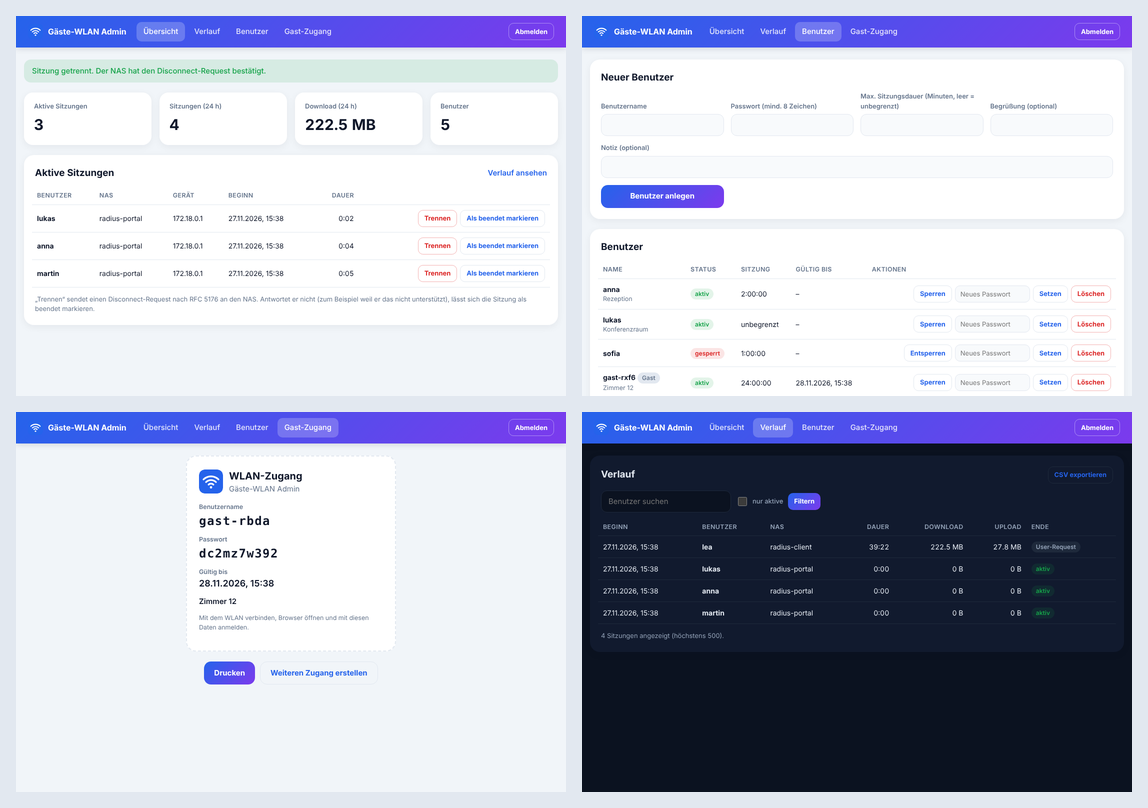 Gäste-WLAN Admin Übersicht Verlauf Benutzer Gast-Zugang Abmelden
Sitzung getrennt. Der NAS hat den Disconnect-Request bestätigt.
Aktive Sitzungen Sitzungen (24 h) Download (24 h) Benutzer
3 4 222.5 MB 5
Aktive Sitzungen Verlauf ansehen
BENUTZER NAS GERÄT BEGINN DAUER
lukas radius-portal 172.18.0.1 27.11.2026, 15:38 0:02 Trennen Als beendet markieren
anna radius-portal 172.18.0.1 27.11.2026, 15:38 0:04 Trennen Als beendet markieren
martin radius-portal 172.18.0.1 27.11.2026, 15:38 0:05 Trennen Als beendet markieren
„Trennen“ sendet einen Disconnect-Request nach RFC 5176 an den NAS. Antwortet er nicht (zum Beispiel weil er das nicht unterstützt), lässt sich die Sitzung als
beendet markieren.
Gäste-WLAN Admin Übersicht Verlauf Benutzer Gast-Zugang Abmelden
Neuer Benutzer
Benutzername Passwort (mind. 8 Zeichen) Max. Sitzungsdauer (Minuten, leer =
unbegrenzt) Begrüßung (optional)
Notiz (optional)
Benutzer anlegen
Benutzer
NAME STATUS SITZUNG GÜLTIG BIS AKTIONEN
anna aktiv 2:00:00 – Sperren Neues Passwort Setzen Löschen
Rezeption
lukas aktiv unbegrenzt – Sperren Neues Passwort Setzen Löschen
Konferenzraum
sofia gesperrt 1:00:00 – Entsperren Neues Passwort Setzen Löschen
gast-rxf6 Gast aktiv 24:00:00 28.11.2026, 15:38 Sperren Neues Passwort Setzen Löschen
Zimmer 12
Gäste-WLAN Admin Übersicht Verlauf Benutzer Gast-Zugang Abmelden
WLAN-Zugang
Gäste-WLAN Admin
Benutzername
gast-rbda
Passwort
dc2mz7w392
Gültig bis
28.11.2026, 15:38
Zimmer 12
Mit dem WLAN verbinden, Browser öffnen und mit diesen
Daten anmelden.
Drucken Weiteren Zugang erstellen
Gäste-WLAN Admin Übersicht Verlauf Benutzer Gast-Zugang Abmelden
Verlauf CSV exportieren
Benutzer suchen nur aktive Filtern
BEGINN BENUTZER NAS DAUER DOWNLOAD UPLOAD ENDE
27.11.2026, 15:38 lea radius-client 39:22 222.5 MB 27.8 MB User-Request
27.11.2026, 15:38 lukas radius-portal 0:00 0 B 0 B aktiv
27.11.2026, 15:38 anna radius-portal 0:00 0 B 0 B aktiv
27.11.2026, 15:38 martin radius-portal 0:00 0 B 0 B aktiv
4 Sitzungen angezeigt (höchstens 500).